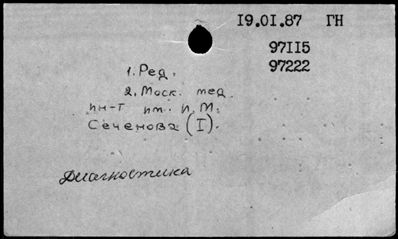 19.01.87 ГН
97115
97222
1. Ред.
2. Моск. мед.
ин-т им. И. М.
Сеченова (I).
Диагностика